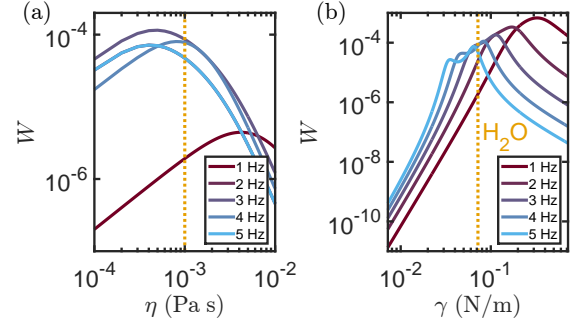 (a)
10^-4
10^-6
W
1 Hz
2 Hz
3 Hz
4 Hz
5 Hz
10^-4
10^-3
10^-2
η (Pa s)
(b)
10^-4
10^-6
10^-8
10^-10
W
H₂O
1 Hz
2 Hz
3 Hz
4 Hz
5 Hz
10^-2
10^-1
γ (N/m)